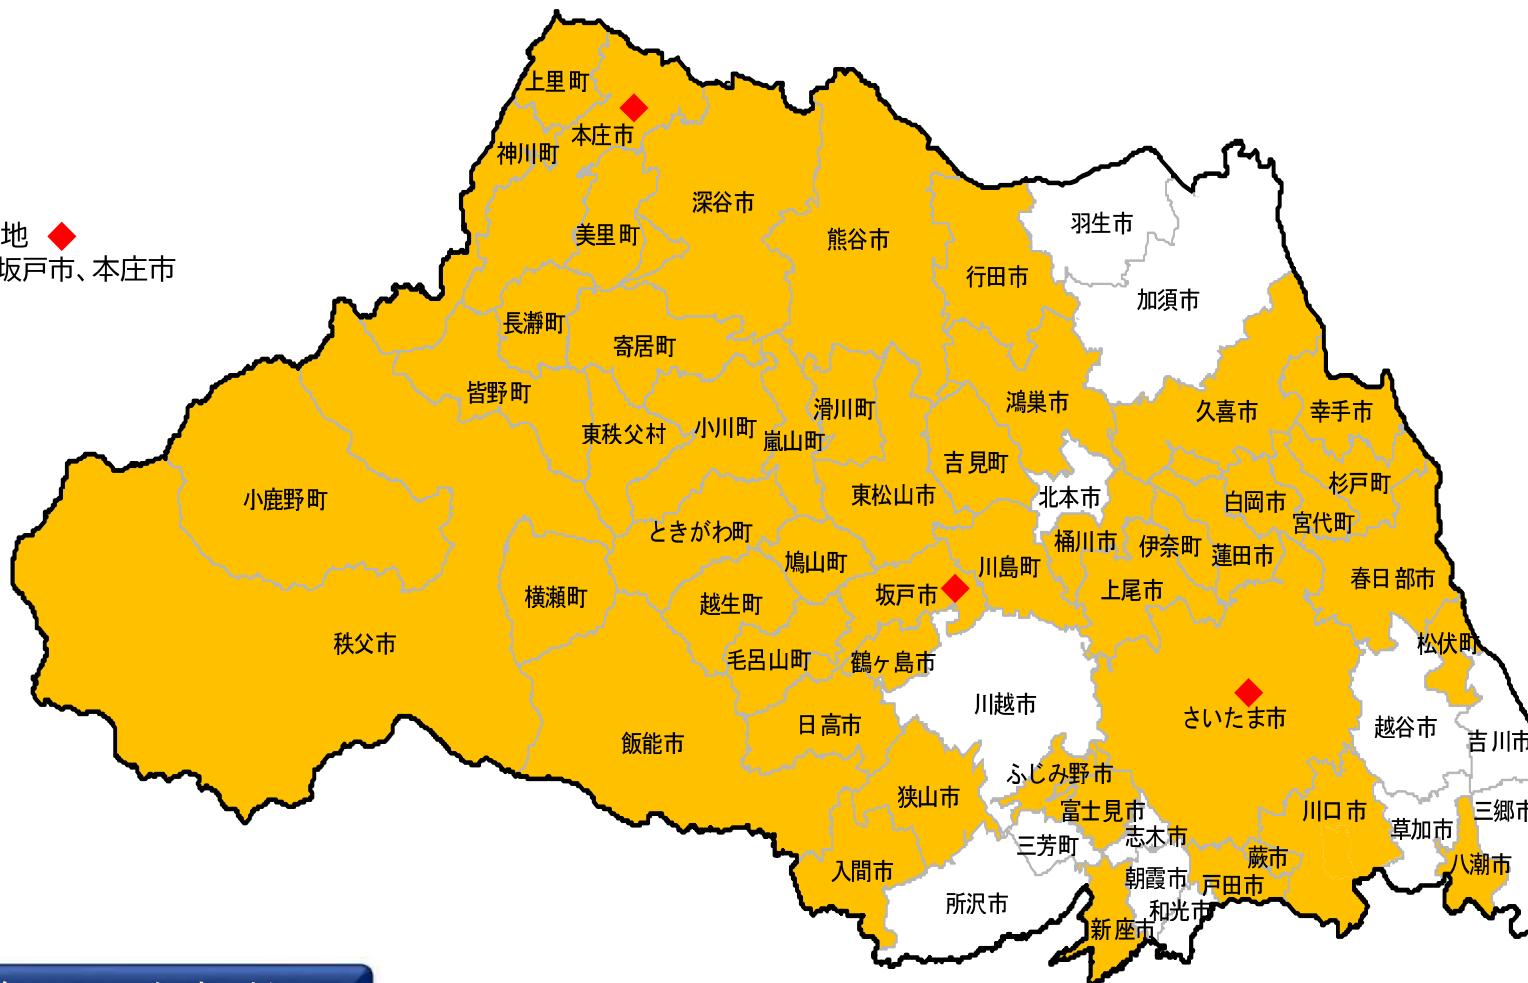 上里町
本庄市
神川町
深谷市
美里町
熊谷市
羽生市
地
坂戸市、本庄市
行田市
加須市
長瀞町
寄居町
皆野町
滑川町
鴻巣市
久喜市
幸手市
東秩父村
小川町
嵐山町
吉見町
小鹿野町
東松山市
北本市
白岡市
杉戸町
宮代町
ときがわ町
鳩山町
川島町
桶川市
伊奈町
蓮田市
春日部市
横瀬町
越生町
坂戸市
上尾市
秩父市
毛呂山町
鶴ヶ島市
松伏町
川越市
さいたま市
飯能市
日高市
越谷市
吉川市
ふじみ野市
狭山市
富士見市
川口市
三郷市
三芳町
志木市
草加市
入間市
蕨市
八潮市
朝霞市
戸田市
所沢市
和光市
新座市